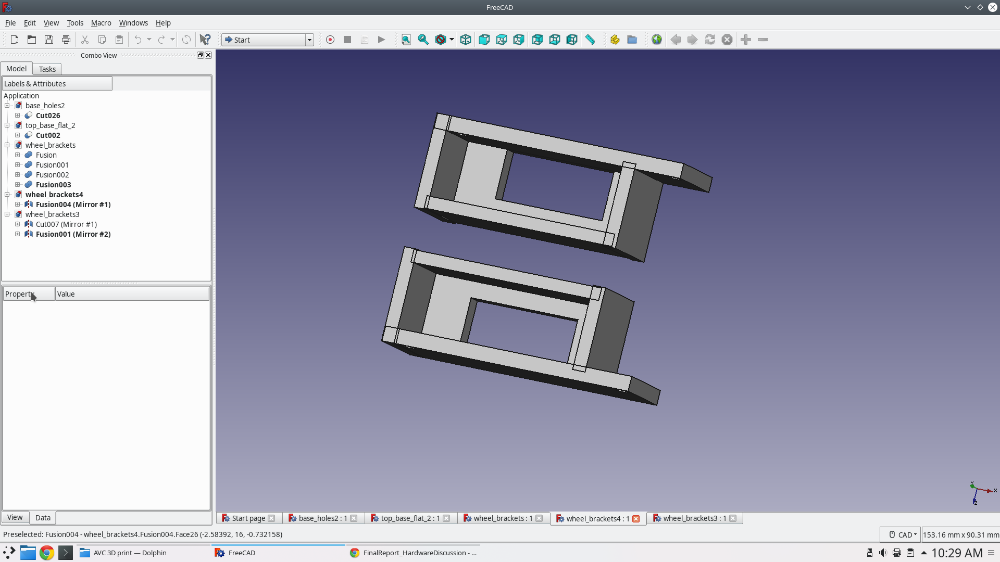 FreeCAD
File Edit View Tools Macro Windows Help
Start
Combo View
Model Tasks
Labels & Attributes
Application
base_holes2
Cut026
top_base_flat_2
Cut002
wheel_brackets
Fusion
Fusion001
Fusion002
Fusion003
wheel_brackets4
Fusion004 (Mirror #1)
wheel_brackets3
Cut007 (Mirror #1)
Fusion001 (Mirror #2)
Property Value
Y
X
Z
View Data
Start page base_holes2 : 1 top_base_flat_2 : 1 wheel_brackets : 1 wheel_brackets4 : 1 wheel_brackets3 : 1
Preselected: Fusion004 - wheel_brackets4.Fusion004.Face26 (-2.58392, 16, -0.732158) CAD 153.16 mm x 90.31 mm
AVC 3D print — Dolphin FreeCAD FinalReport_HardwareDiscussion - ... 10:29 AM